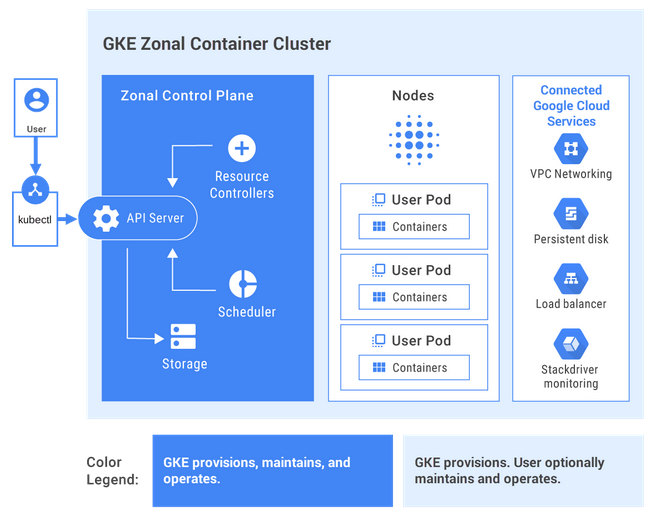 GKE Zonal Container Cluster
User
kubectl
Zonal Control Plane
Resource
Controllers
API Server
Scheduler
Storage
Nodes
User Pod
Containers
User Pod
Containers
User Pod
Containers
Connected
Google Cloud
Services
VPC Networking
Persistent disk
Load balancer
Stackdriver
monitoring
Color
Legend:
GKE provisions, maintains, and
operates.
GKE provisions. User optionally
maintains and operates.